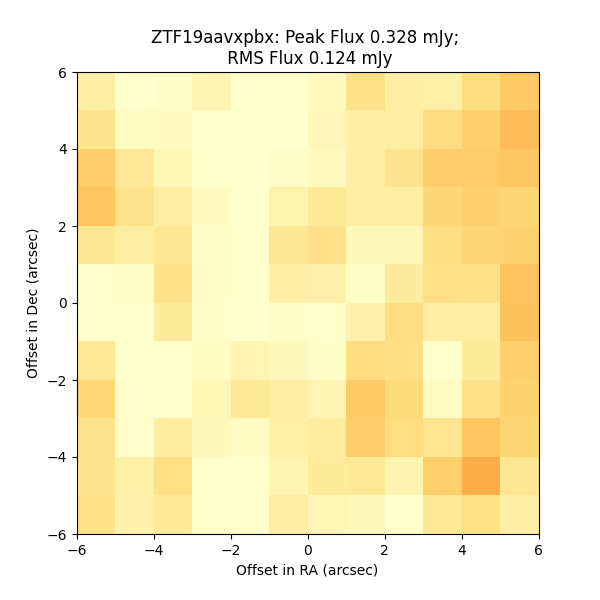 ZTF19aavxpbx: Peak Flux 0.328 mJy;
RMS Flux 0.124 mJy
6
4
2
0
−2
−4
−6
Offset in Dec (arcsec)
−6 −4 −2 0 2 4 6
Offset in RA (arcsec)